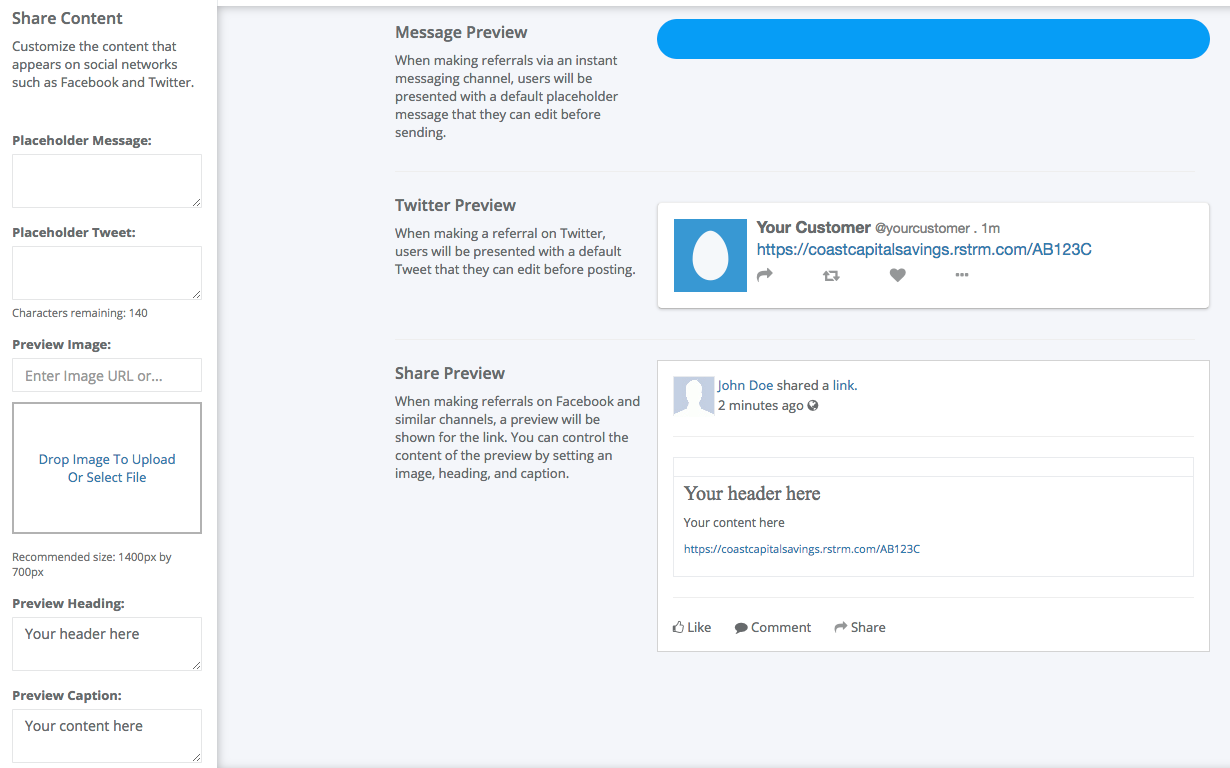 Share Content
Customize the content that
appears on social networks
such as Facebook and Twitter.
Placeholder Message:
Placeholder Tweet:
Characters remaining: 140
Preview Image:
Enter Image URL or...
Drop Image To Upload
Or Select File
Recommended size: 1400px by
700px
Preview Heading:
Your header here
Preview Caption:
Your content here
Message Preview
When making referrals via an instant
messaging channel, users will be
presented with a default placeholder
message that they can edit before
sending.
Twitter Preview
When making a referral on Twitter,
users will be presented with a default
Tweet that they can edit before posting.
Your Customer @yourcustomer . 1m
https://coastcapitalsavings.rstrm.com/AB123C
Share Preview
When making referrals on Facebook and
similar channels, a preview will be
shown for the link. You can control the
content of the preview by setting an
image, heading, and caption.
John Doe shared a link.
2 minutes ago
Your header here
Your content here
https://coastcapitalsavings.rstrm.com/AB123C
Like Comment Share